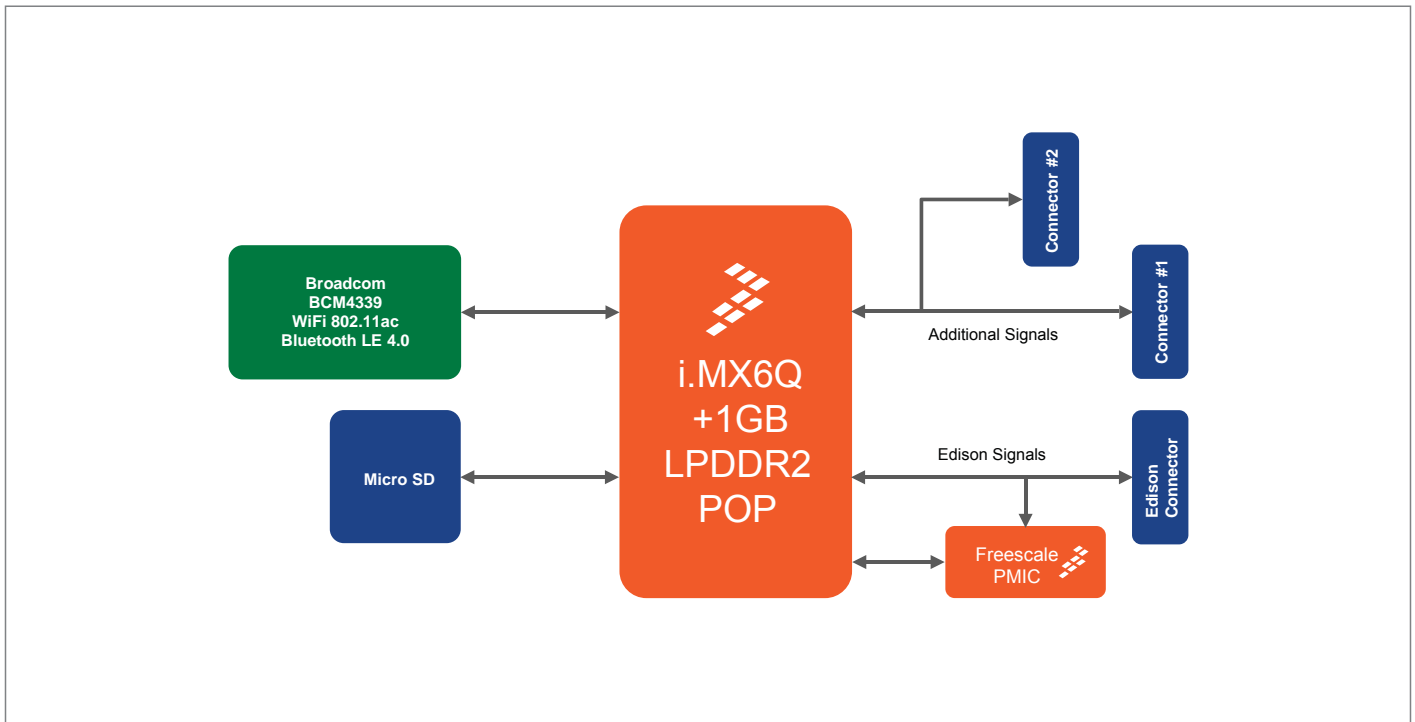 Broadcom
BCM4339
WiFi 802.11ac
Bluetooth LE 4.0
Micro SD
i.MX6Q
+1GB
LPDDR2
POP
Connector #2
Connector #1
Additional Signals
Edison Signals
Edison
Connector
Freescale
PMIC